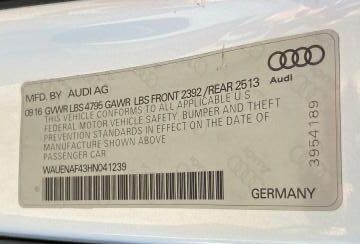 MFD. BY AUDI AG
09.16 GVWR LBS 4795 GAWR LBS FRONT 2392 / REAR 2513
THIS VEHICLE CONFORMS TO ALL APPLICABLE U.S.
FEDERAL MOTOR VEHICLE SAFETY, BUMPER, AND THEFT
PREVENTION STANDARDS IN EFFECT ON THE DATE OF
MANUFACTURE SHOWN ABOVE.
PASSENGER CAR
WAUENAF43HN041239
Audi
3954189
GERMANY